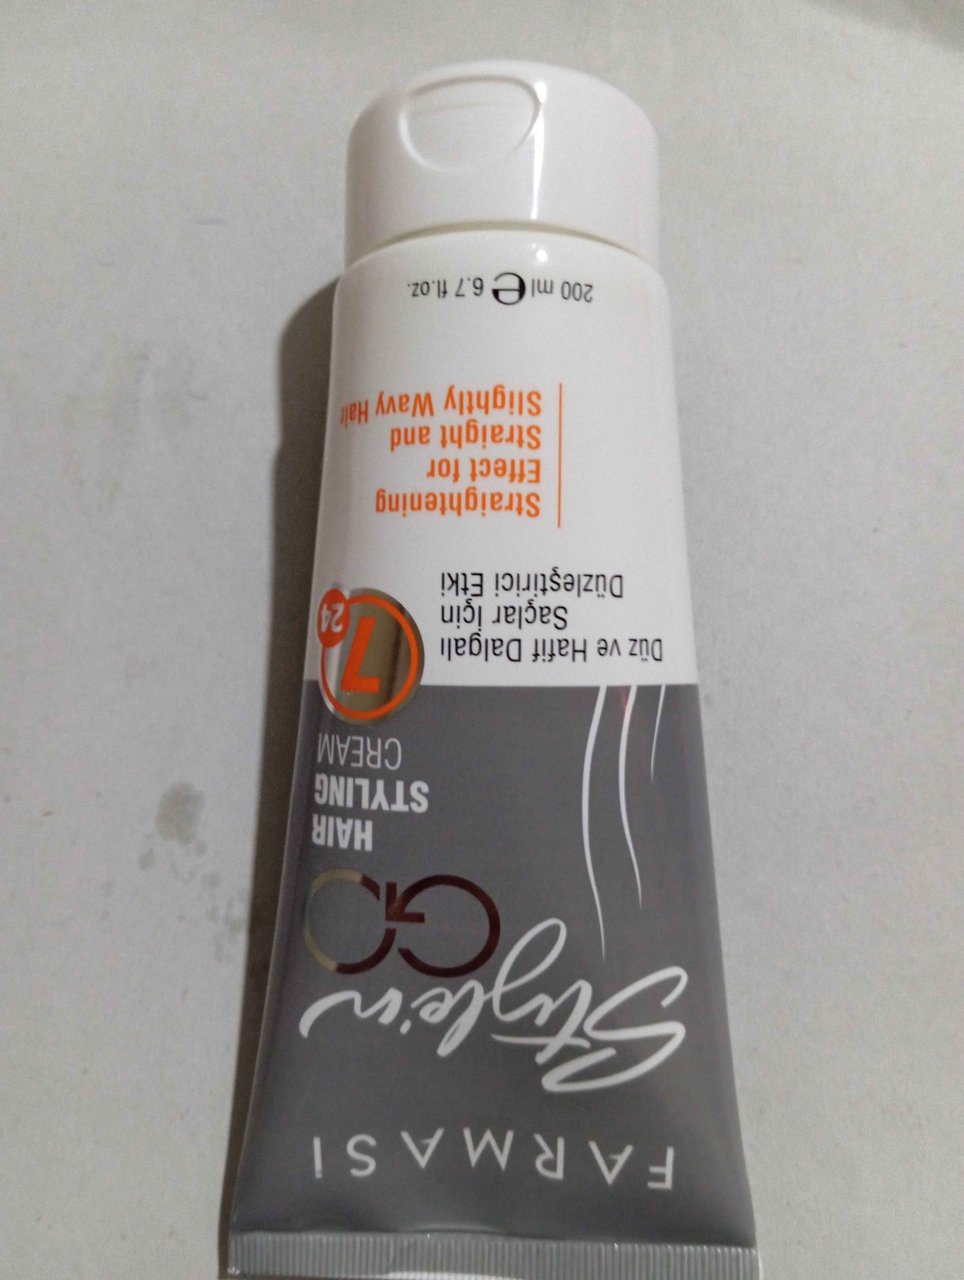 FARMASİ
Style in
GO
HAIR
STYLING
CREAM
7
24
Düz ve Hafif Dalgalı
Saçlar İçin
Düzleştirici Etki
Straightening
Effect for
Straight and
Slightly Wavy Hair
200 ml ℮ 6.7 fl.oz.